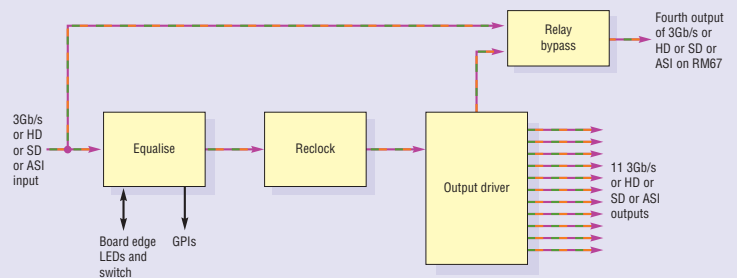 Relay
bypass
Fourth output
of 3Gb/s or
HD or SD or
ASI on RM67
3Gb/s
or HD
or SD
or ASI
input
Equalise
Reclock
Output driver
11 3Gb/s
or HD or
SD or ASI
outputs
Board edge
LEDs and
switch
GPIs